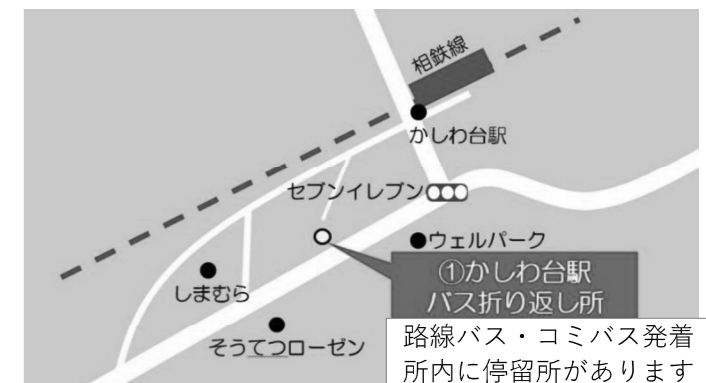 相鉄線
かしわ台駅
セブンイレブン
ウェルパーク
①かしわ台駅
バス折り返し所
しまむら
そうてつローゼン
路線バス・コミバス発着
所内に停留所があります